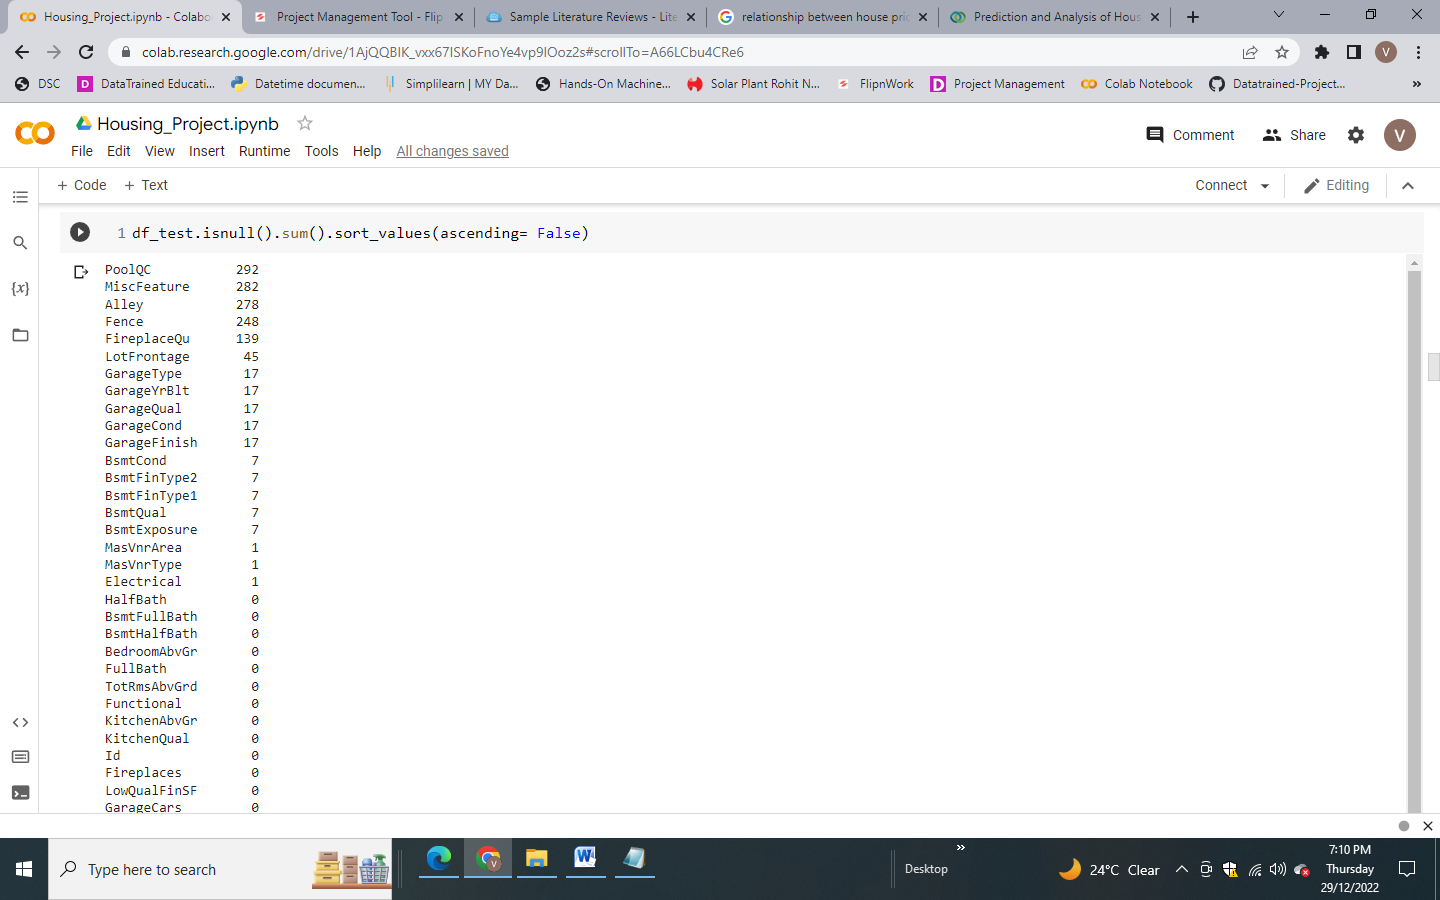 Housing_Project.ipynb - Colabo
Project Management Tool - Flip
Sample Literature Reviews - Lite
relationship between house pric
Prediction and Analysis of Hous
colab.research.google.com/drive/1AjQQBIK_vxx67ISKoFnoYe4vp9IOoz2s#scrollTo=A66LCbu4CRe6
V
DSC
DataTrained Educati...
Datetime documen...
Simplilearn | MY Da...
Hands-On Machine...
Solar Plant Rohit N...
FlipnWork
Project Management
Colab Notebook
Datatrained-Project...
»
Housing_Project.ipynb
Comment
Share
V
File Edit View Insert Runtime Tools Help All changes saved
+ Code + Text
Connect
Editing
1 df_test.isnull().sum().sort_values(ascending= False)
{x}
PoolQC 292
MiscFeature 282
Alley 278
Fence 248
FireplaceQu 139
LotFrontage 45
GarageType 17
GarageYrBlt 17
GarageQual 17
GarageCond 17
GarageFinish 17
BsmtCond 7
BsmtFinType2 7
BsmtFinType1 7
BsmtQual 7
BsmtExposure 7
MasVnrArea 1
MasVnrType 1
Electrical 1
HalfBath 0
BsmtFullBath 0
BsmtHalfBath 0
BedroomAbvGr 0
FullBath 0
TotRmsAbvGrd 0
Functional 0
KitchenAbvGr 0
KitchenQual 0
Id 0
Fireplaces 0
LowQualFinSF 0
GarageCars 0
Type here to search
Desktop
»
24°C Clear
7:10 PM
Thursday
29/12/2022